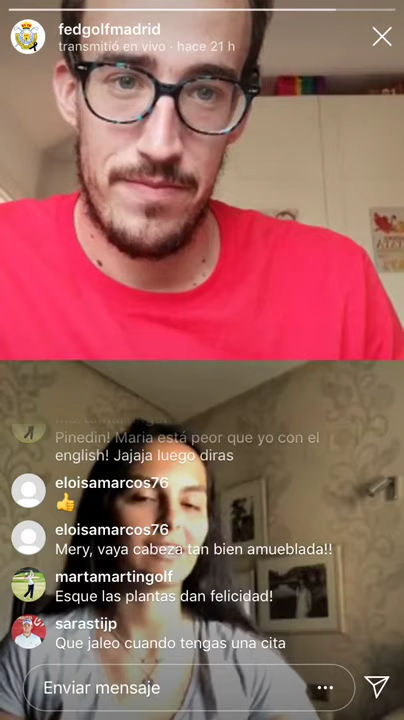 fedgolfmadrid
transmitió en vivo · hace 21 h
Pinedin! Maria está peor que yo con el
english! Jajaja luego diras
eloisamarcos76
👍
eloisamarcos76
Mery, vaya cabeza tan bien amueblada!!
martamartingolf
Esque las plantas dan felicidad!
sarastijp
Que jaleo cuando tengas una cita
Enviar mensaje